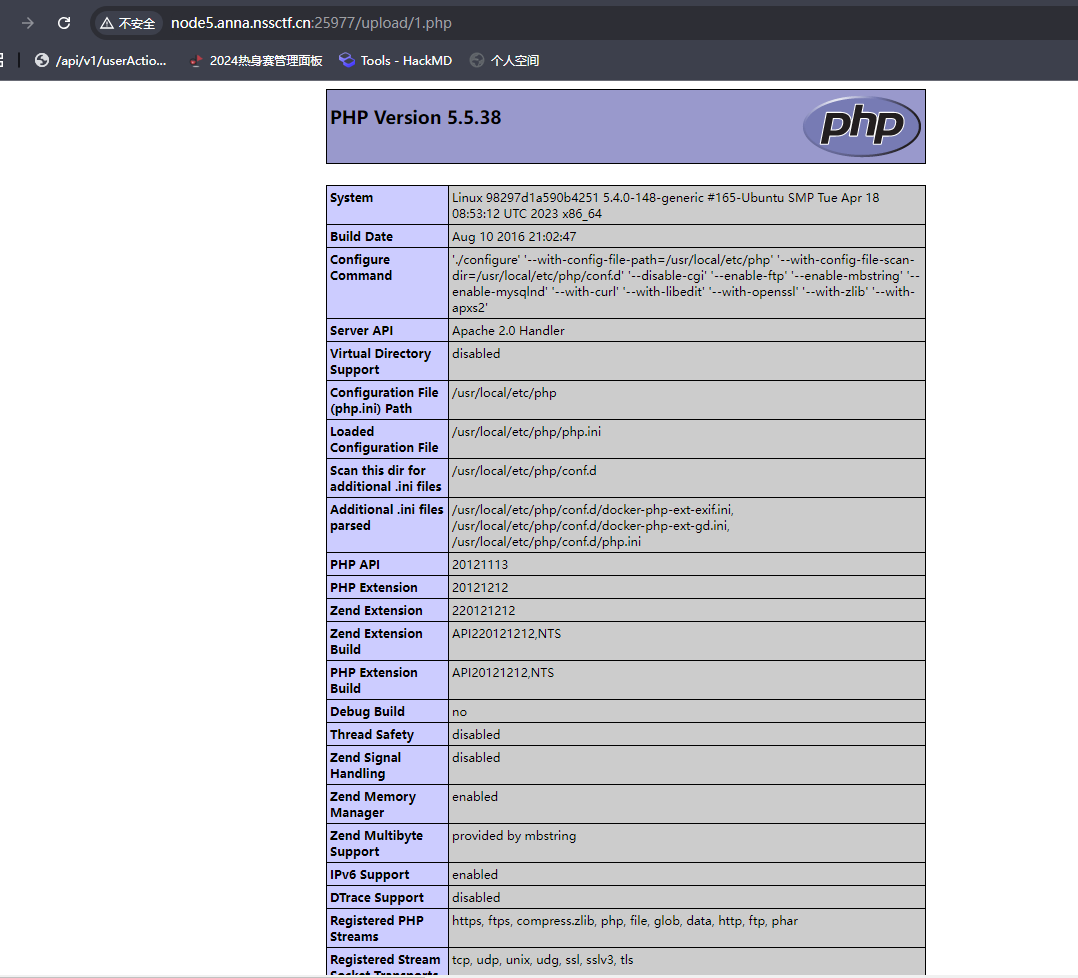 不安全 node5.anna.nssctf.cn:25977/upload/1.php
/api/v1/userActio... 2024热身赛管理面板 Tools - HackMD 个人空间
PHP Version 5.5.38
php
System
Linux 98297d1a590b4251 5.4.0-148-generic #165-Ubuntu SMP Tue Apr 18
08:53:12 UTC 2023 x86_64
Build Date
Aug 10 2016 21:02:47
Configure
Command
'./configure' '--with-config-file-path=/usr/local/etc/php' '--with-config-file-scan-
dir=/usr/local/etc/php/conf.d' '--disable-cgi' '--enable-ftp' '--enable-mbstring' '--
enable-mysqlnd' '--with-curl' '--with-libedit' '--with-openssl' '--with-zlib' '--with-
apxs2'
Server API
Apache 2.0 Handler
Virtual Directory
Support
disabled
Configuration File
(php.ini) Path
/usr/local/etc/php
Loaded
Configuration File
/usr/local/etc/php/php.ini
Scan this dir for
additional .ini files
/usr/local/etc/php/conf.d
Additional .ini files
parsed
/usr/local/etc/php/conf.d/docker-php-ext-exif.ini,
/usr/local/etc/php/conf.d/docker-php-ext-gd.ini,
/usr/local/etc/php/conf.d/php.ini
PHP API
20121113
PHP Extension
20121212
Zend Extension
220121212
Zend Extension
Build
API220121212,NTS
PHP Extension
Build
API20121212,NTS
Debug Build
no
Thread Safety
disabled
Zend Signal
Handling
disabled
Zend Memory
Manager
enabled
Zend Multibyte
Support
provided by mbstring
IPv6 Support
enabled
DTrace Support
disabled
Registered PHP
Streams
https, ftps, compress.zlib, php, file, glob, data, http, ftp, phar
Registered Stream
Socket Transports
tcp, udp, unix, udg, ssl, sslv3, tls